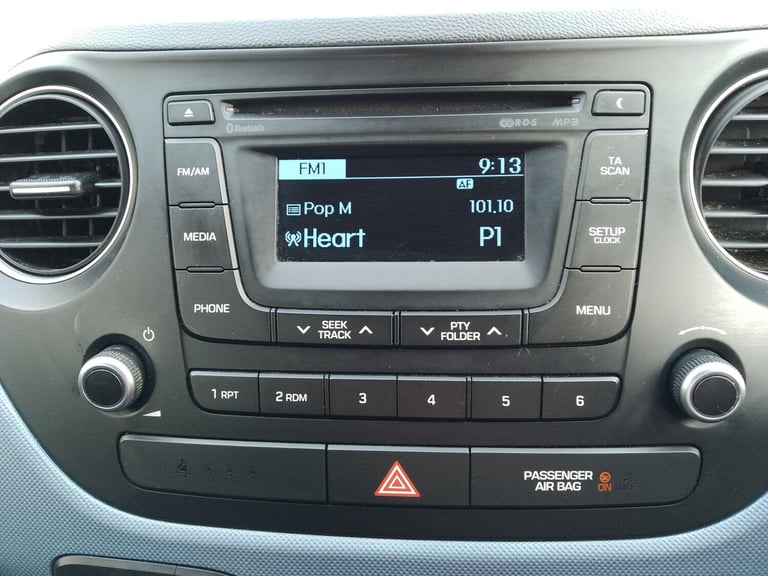 Bluetooth
R·D·S MP3
FM/AM
MEDIA
PHONE
FM1 9:13
AF
Pop M 101.10
Heart P1
TA
SCAN
SETUP
CLOCK
MENU
SEEK
TRACK
PTY
FOLDER
1 RPT
2 RDM
3
4
5
6
PASSENGER
AIR BAG
ON
OFF